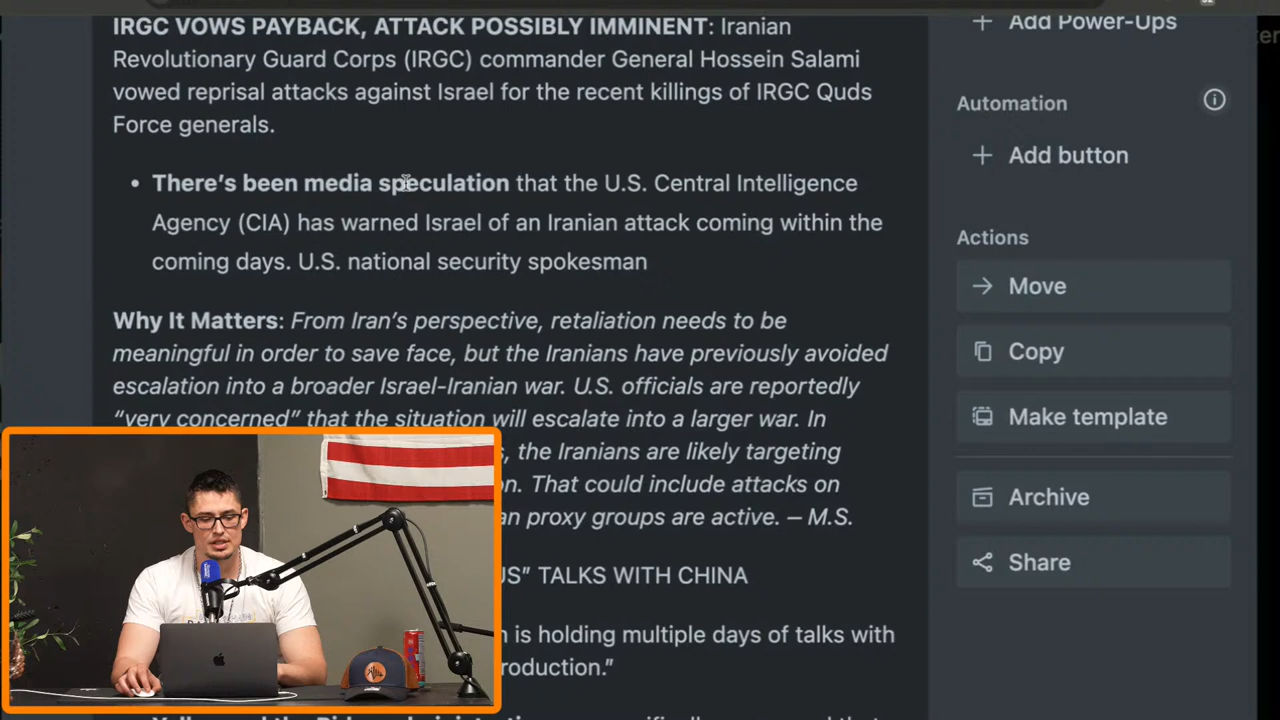 IRGC VOWS PAYBACK, ATTACK POSSIBLY IMMINENT: Iranian
Revolutionary Guard Corps (IRGC) commander General Hossein Salami
vowed reprisal attacks against Israel for the recent killings of IRGC Quds
Force generals.
• There’s been media speculation that the U.S. Central Intelligence
Agency (CIA) has warned Israel of an Iranian attack coming within the
coming days. U.S. national security spokesman
Why It Matters: From Iran’s perspective, retaliation needs to be
meaningful in order to save face, but the Iranians have previously avoided
escalation into a broader Israel-Iranian war. U.S. officials are reportedly
“very concerned” that the situation will escalate into a larger war. In
, the Iranians are likely targeting
That could include attacks on
proxy groups are active. – M.S.
TALKS WITH CHINA
is holding multiple days of talks with
Add Power-Ups
Automation
Add button
Actions
Move
Copy
Make template
Archive
Share